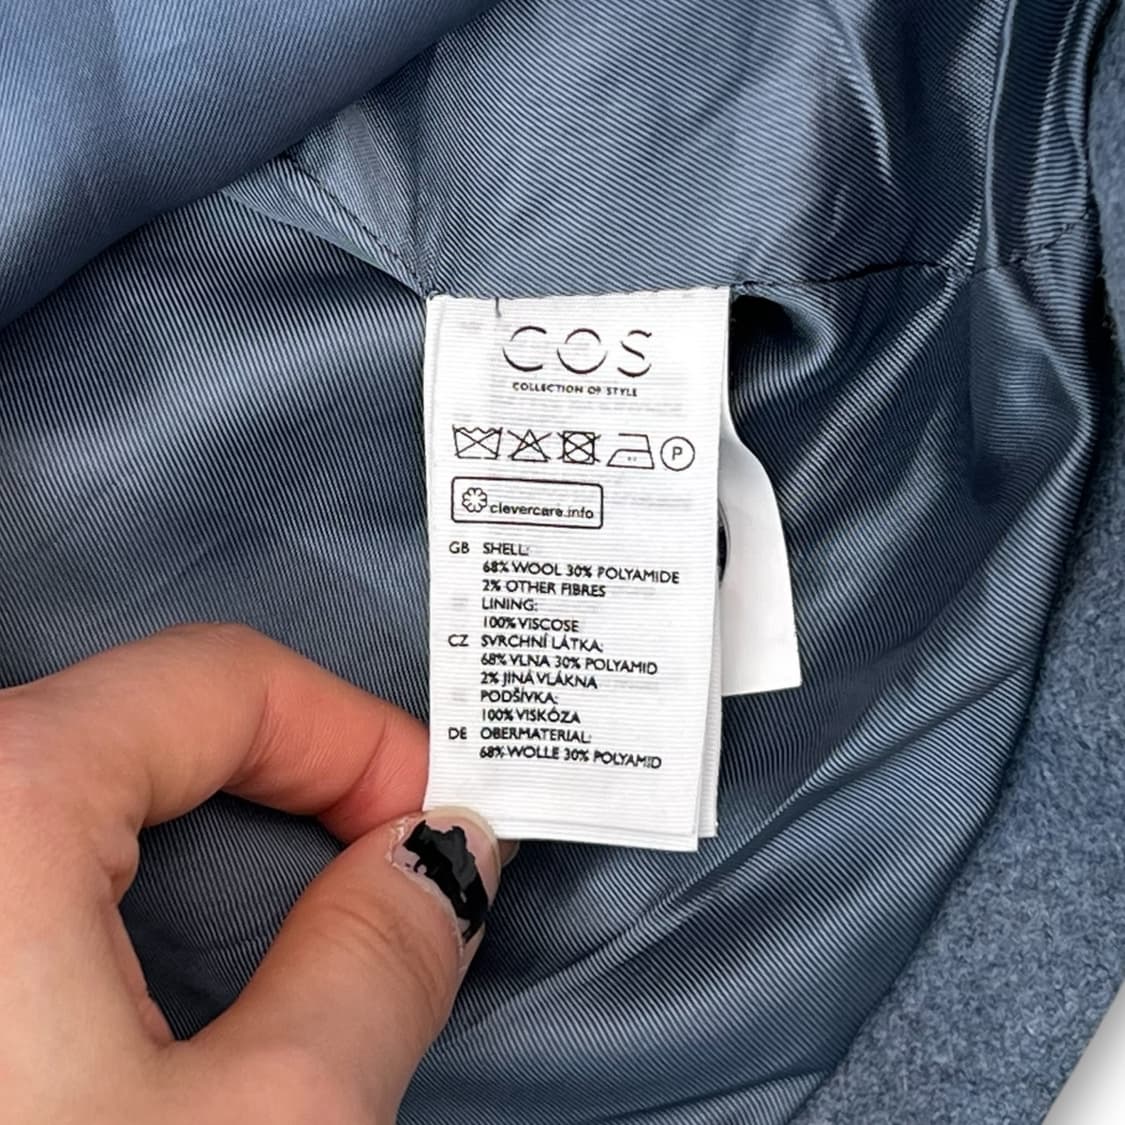 COS
COLLECTION OF STYLE
P
clevercare.info
GB SHELL:
68% WOOL 30% POLYAMIDE
2% OTHER FIBRES
LINING:
100% VISCOSE
CZ SVRCHNÍ LÁTKA:
68% VLNA 30% POLYAMID
2% JINÁ VLÁKNA
PODŠÍVKA:
100% VISKÓZA
DE OBERMATERIAL:
68% WOLLE 30% POLYAMID